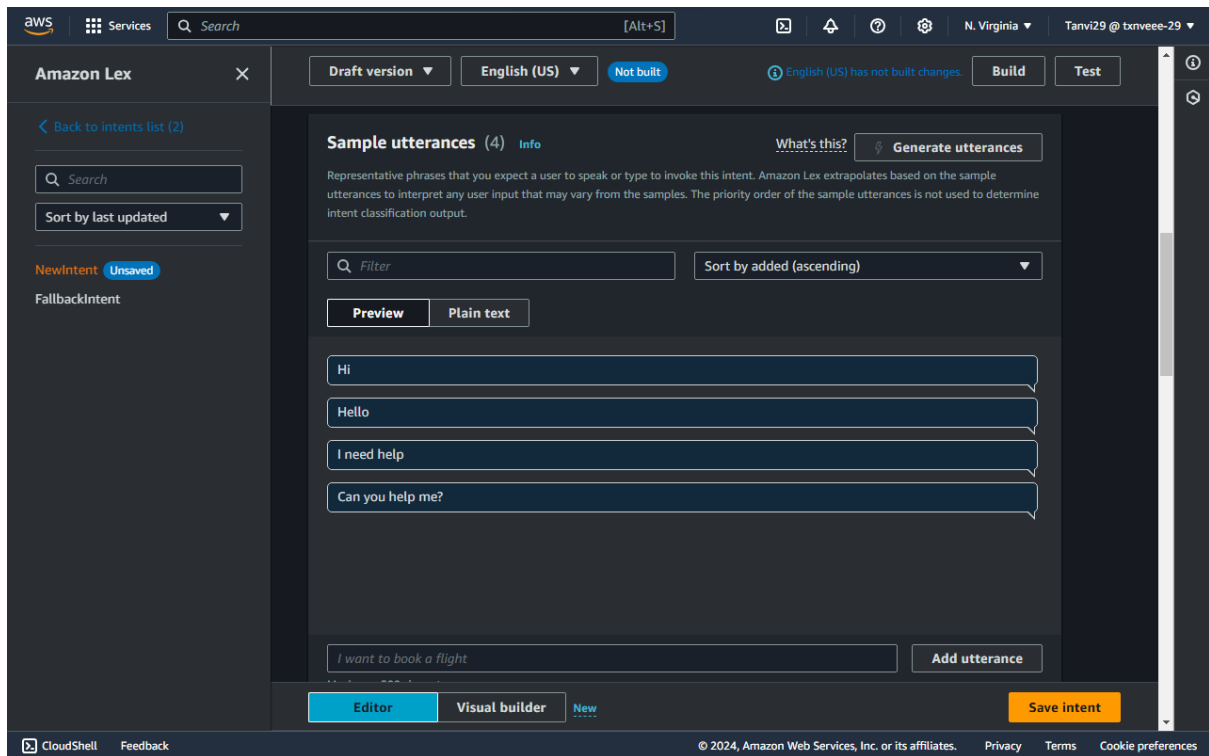 aws Services Search [Alt+S] N. Virginia ▼ Tanvi29 @ txnveee-29 ▼
Amazon Lex
Draft version ▼ English (US) ▼ Not built English (US) has not built changes. Build Test
Back to intents list (2)
Search
Sort by last updated ▼
NewIntent Unsaved
FallbackIntent
Sample utterances (4) Info What's this? Generate utterances
Representative phrases that you expect a user to speak or type to invoke this intent. Amazon Lex extrapolates based on the sample
utterances to interpret any user input that may vary from the samples. The priority order of the sample utterances is not used to determine
intent classification output.
Filter Sort by added (ascending) ▼
Preview Plain text
Hi
Hello
I need help
Can you help me?
I want to book a flight Add utterance
Editor Visual builder New Save intent
CloudShell Feedback © 2024, Amazon Web Services, Inc. or its affiliates. Privacy Terms Cookie preferences